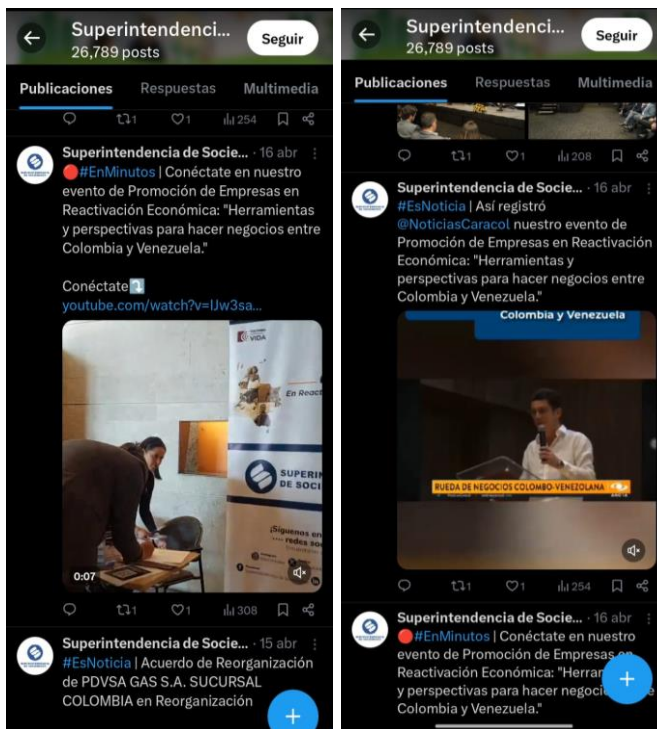 Superintendenci...
26,789 posts
Seguir
Publicaciones
Respuestas
Multimedia
1
1
254
Superintendencia de Socie... · 16 abr
#EnMinutos | Conéctate en nuestro
evento de Promoción de Empresas en
Reactivación Económica: "Herramientas
y perspectivas para hacer negocios entre
Colombia y Venezuela."
Conéctate
youtube.com/watch?v=IJw3sa...
VIDA
En React
SUPERIN
DE SOCI
¡Síguenos en
redes soc
0:07
1
1
308
Superintendencia de Socie... · 15 abr
#EsNoticia | Acuerdo de Reorganización
de PDVSA GAS S.A. SUCURSAL
COLOMBIA en Reorganización
Superintendenci...
26,789 posts
Seguir
Publicaciones
Respuestas
Multimedia
1
1
208
Superintendencia de Socie... · 16 abr
#EsNoticia | Así registró
@NoticiasCaracol nuestro evento de
Promoción de Empresas en Reactivación
Económica: "Herramientas y
perspectivas para hacer negocios entre
Colombia y Venezuela."
Colombia y Venezuela
RUEDA DE NEGOCIOS COLOMBO-VENEZOLANA
1
1
254
Superintendencia de Socie... · 16 abr
#EnMinutos | Conéctate en nuestro
evento de Promoción de Empresas en
Reactivación Económica: "Herram
y perspectivas para hacer negocio e
Colombia y Venezuela."